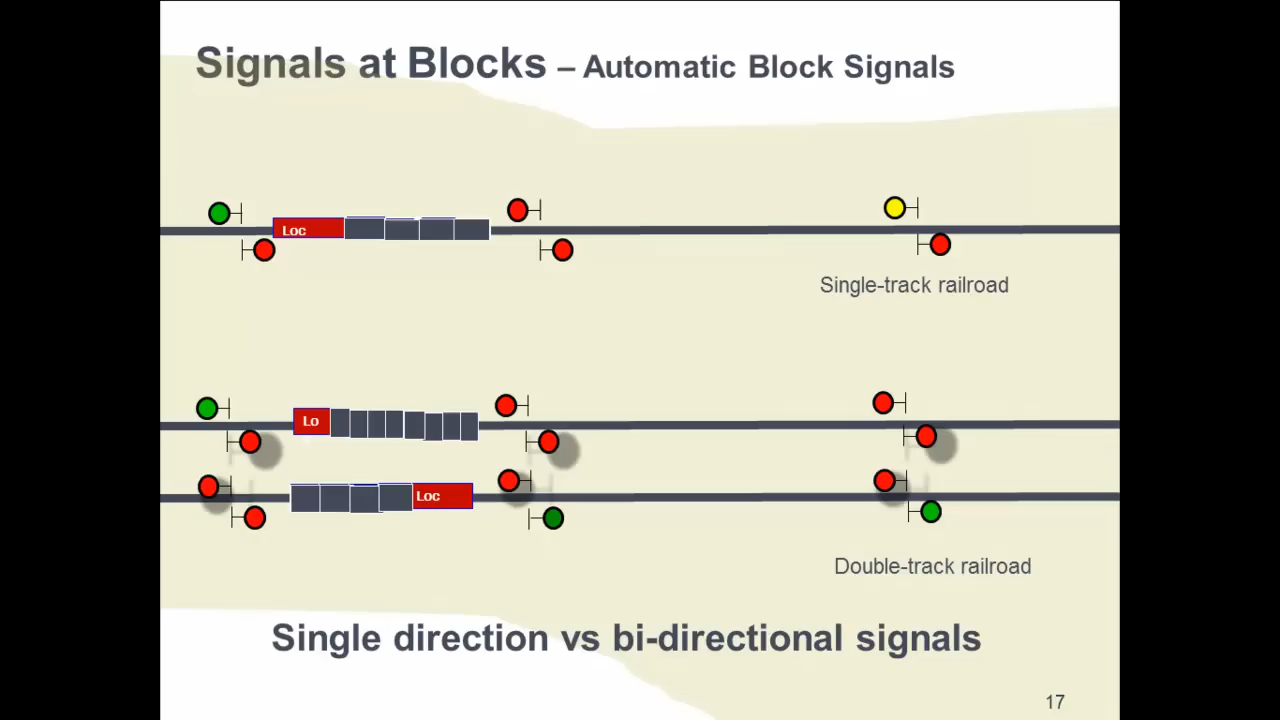 Signals at Blocks – Automatic Block Signals
Loc
Single-track railroad
Lo
Loc
Double-track railroad
Single direction vs bi-directional signals
17